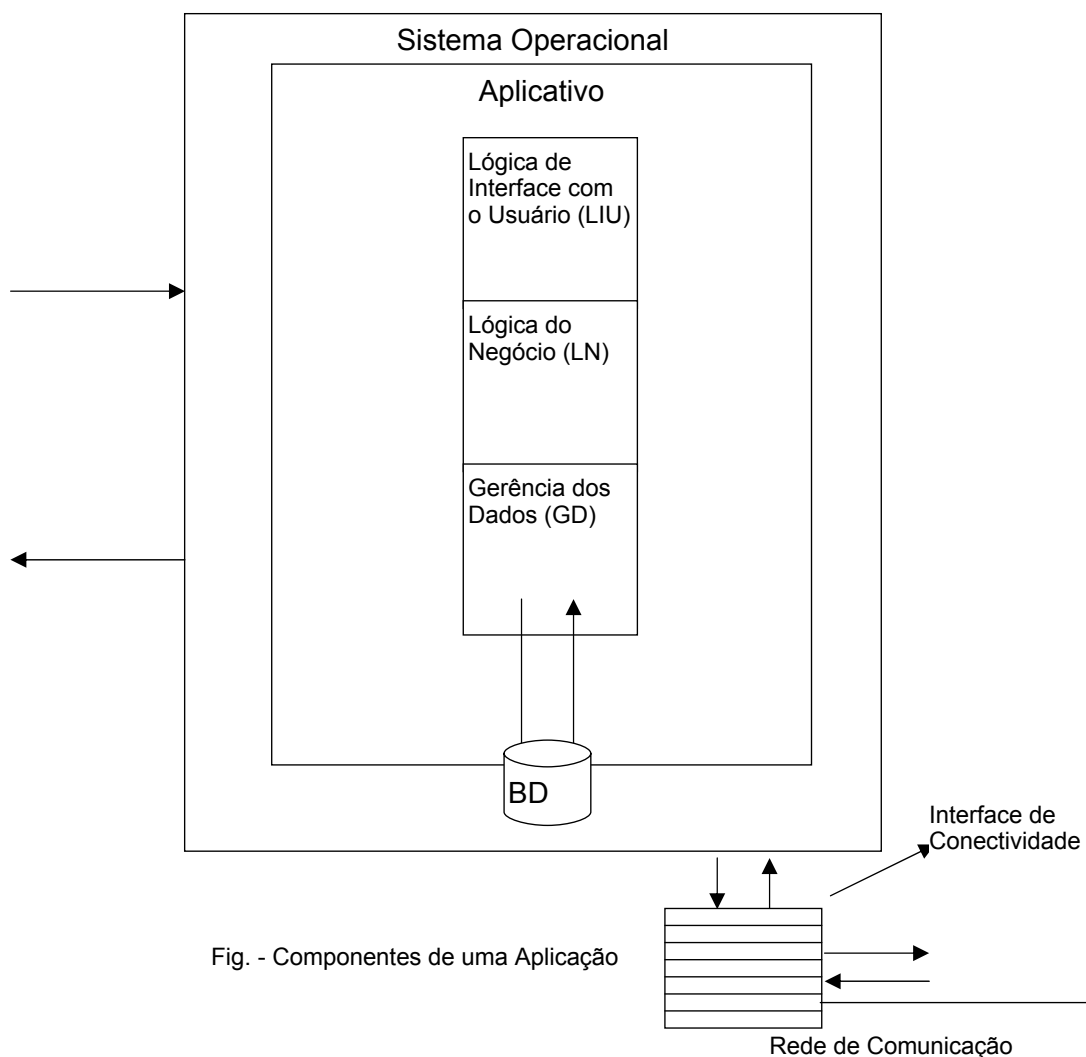 Sistema Operacional
Aplicativo
Lógica de
Interface com
o Usuário (LIU)
Lógica do
Negócio (LN)
Gerência dos
Dados (GD)
BD
Interface de
Conectividade
Fig. - Componentes de uma Aplicação
Rede de Comunicação